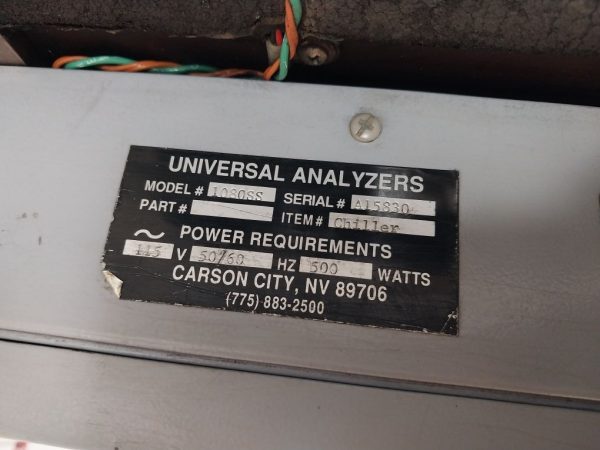 UNIVERSAL ANALYZERS
MODEL # 1080SS SERIAL # A15830
PART # ITEM # Chiller
~ POWER REQUIREMENTS
115 V 50/60 HZ 500 WATTS
CARSON CITY, NV 89706
(775) 883-2500